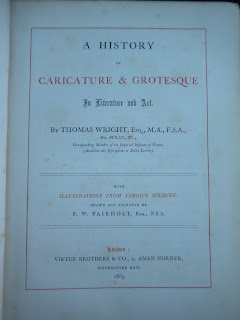 A HISTORY
OF
CARICATURE & GROTESQUE
In Literature and Art.
BY THOMAS WRIGHT, ESQ., M.A., F.S.A.,
Corresponding Member of the Imperial Institute of France
WITH
ILLUSTRATIONS FROM VARIOUS SOURCES,
DRAWN AND ENGRAVED BY
F. W. FAIRHOLT, ESQ., F.S.A.
London:
VIRTUE BROTHERS & CO., 1, AMEN CORNER,
PATERNOSTER ROW.
1865.